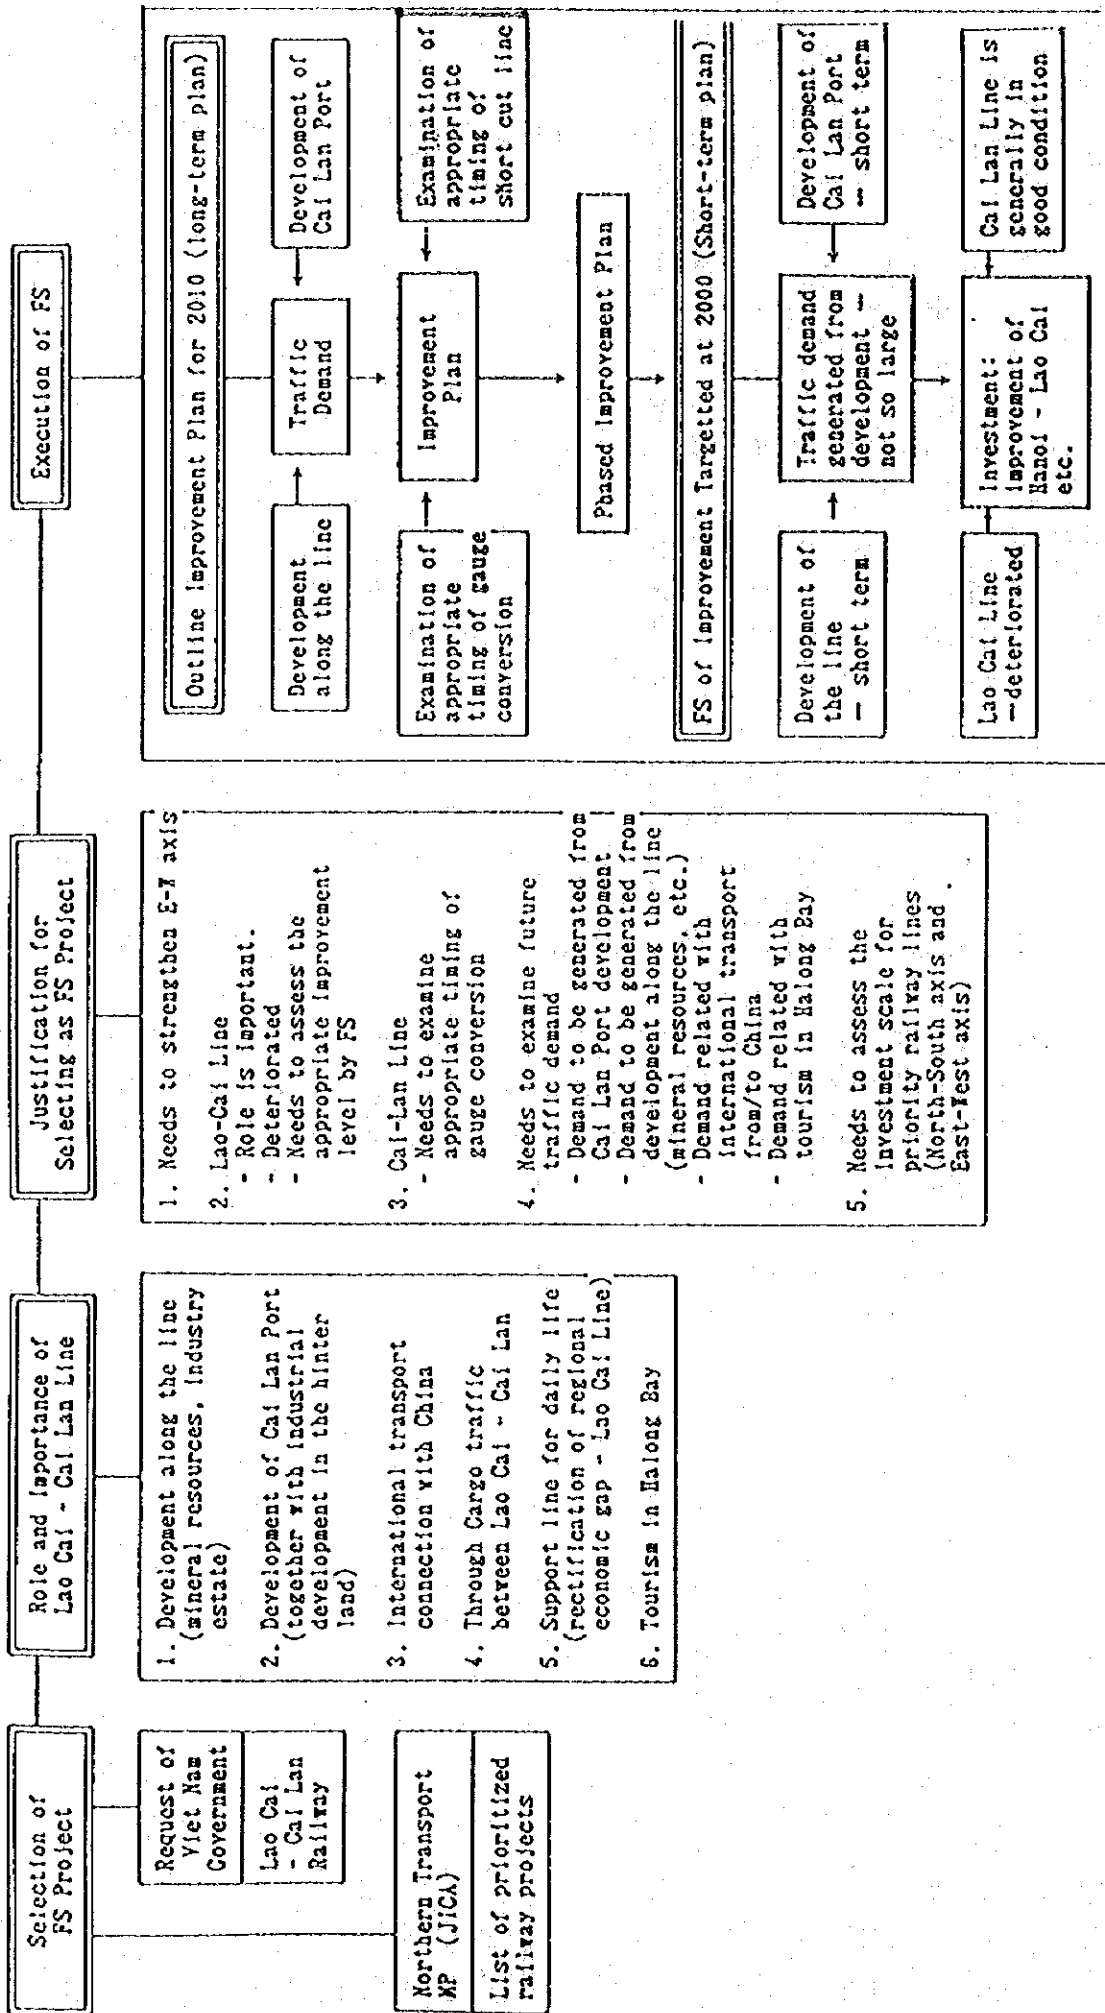 Selection of
FS Project
Request of
Viet Nam
Government
Lao Cai
- Cai Lan
Railway
Northern Transport
MP (JICA)
List of prioritized
railway projects
Role and Importance of
Lao Cai - Cai Lan Line
1. Development along the line
(mineral resources, industry
estate)
2. Development of Cai Lan Port
(together with industrial
development in the hinter
land)
3. International transport
connection with China
4. Through Cargo traffic
between Lao Cai - Cai Lan
5. Support line for daily life
(rectification of regional
economic gap - Lao Cai Line)
6. Tourism in Halong Bay
Justification for
Selecting as FS Project
1. Needs to strengthen E-W axis
2. Lao-Cai Line
- Role is Important.
- Deteriorated
- Needs to assess the
appropriate improvement
level by FS
3. Cai-Lan Line
- Needs to examine
appropriate timing of
gauge conversion
4. Needs to examine future
traffic demand
- Demand to be generated from
Cai Lan Port development
- Demand to be generated from
development along the line
(mineral resources, etc.)
- Demand related with
international transport
from/to China
- Demand related with
tourism in Halong Bay
5. Needs to assess the
investment scale for
priority railway lines
(North-South axis and .
East-West axis)
Execution of FS
Outline Improvement Plan for 2010 (long-term plan)
Development
along the line
Traffic
Demand
Development of
Cai Lan Port
Examination of
appropriate
timing of gauge
conversion
Improvement
Plan
Examination of
appropriate
timing of
short cut line
Phased Improvement Plan
FS of Improvement Targetted at 2000 (Short-term plan)
Development of
the line
— short term
Traffic demand
generated from
development —
not so large
Development of
Cai Lan Port
— short term
Lao Cai Line
—deteriorated
Investment:
improvement of
Hanoi - Lao Cai
etc.
Cai Lan Line is
generally in
good condition